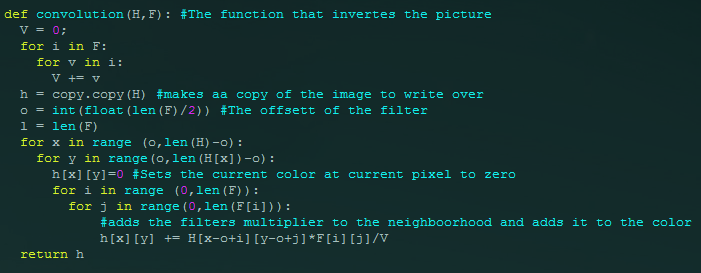 def convolution(H,F): #The function that invertes the picture
  V = 0;
  for i in F:
    for v in i:
      V += v
  h = copy.copy(H) #makes aa copy of the image to write over
  o = int(float(len(F)/2)) #The offsett of the filter
  l = len(F)
  for x in range (o,len(H)-o):
    for y in range(o,len(H[x])-o):
      h[x][y]=0 #Sets the current color at current pixel to zero
      for i in range (0,len(F)):
        for j in range(0,len(F[i])):
            #adds the filters multiplier to the neighboorhood and adds it to the color
            h[x][y] += H[x-o+i][y-o+j]*F[i][j]/V
  return h